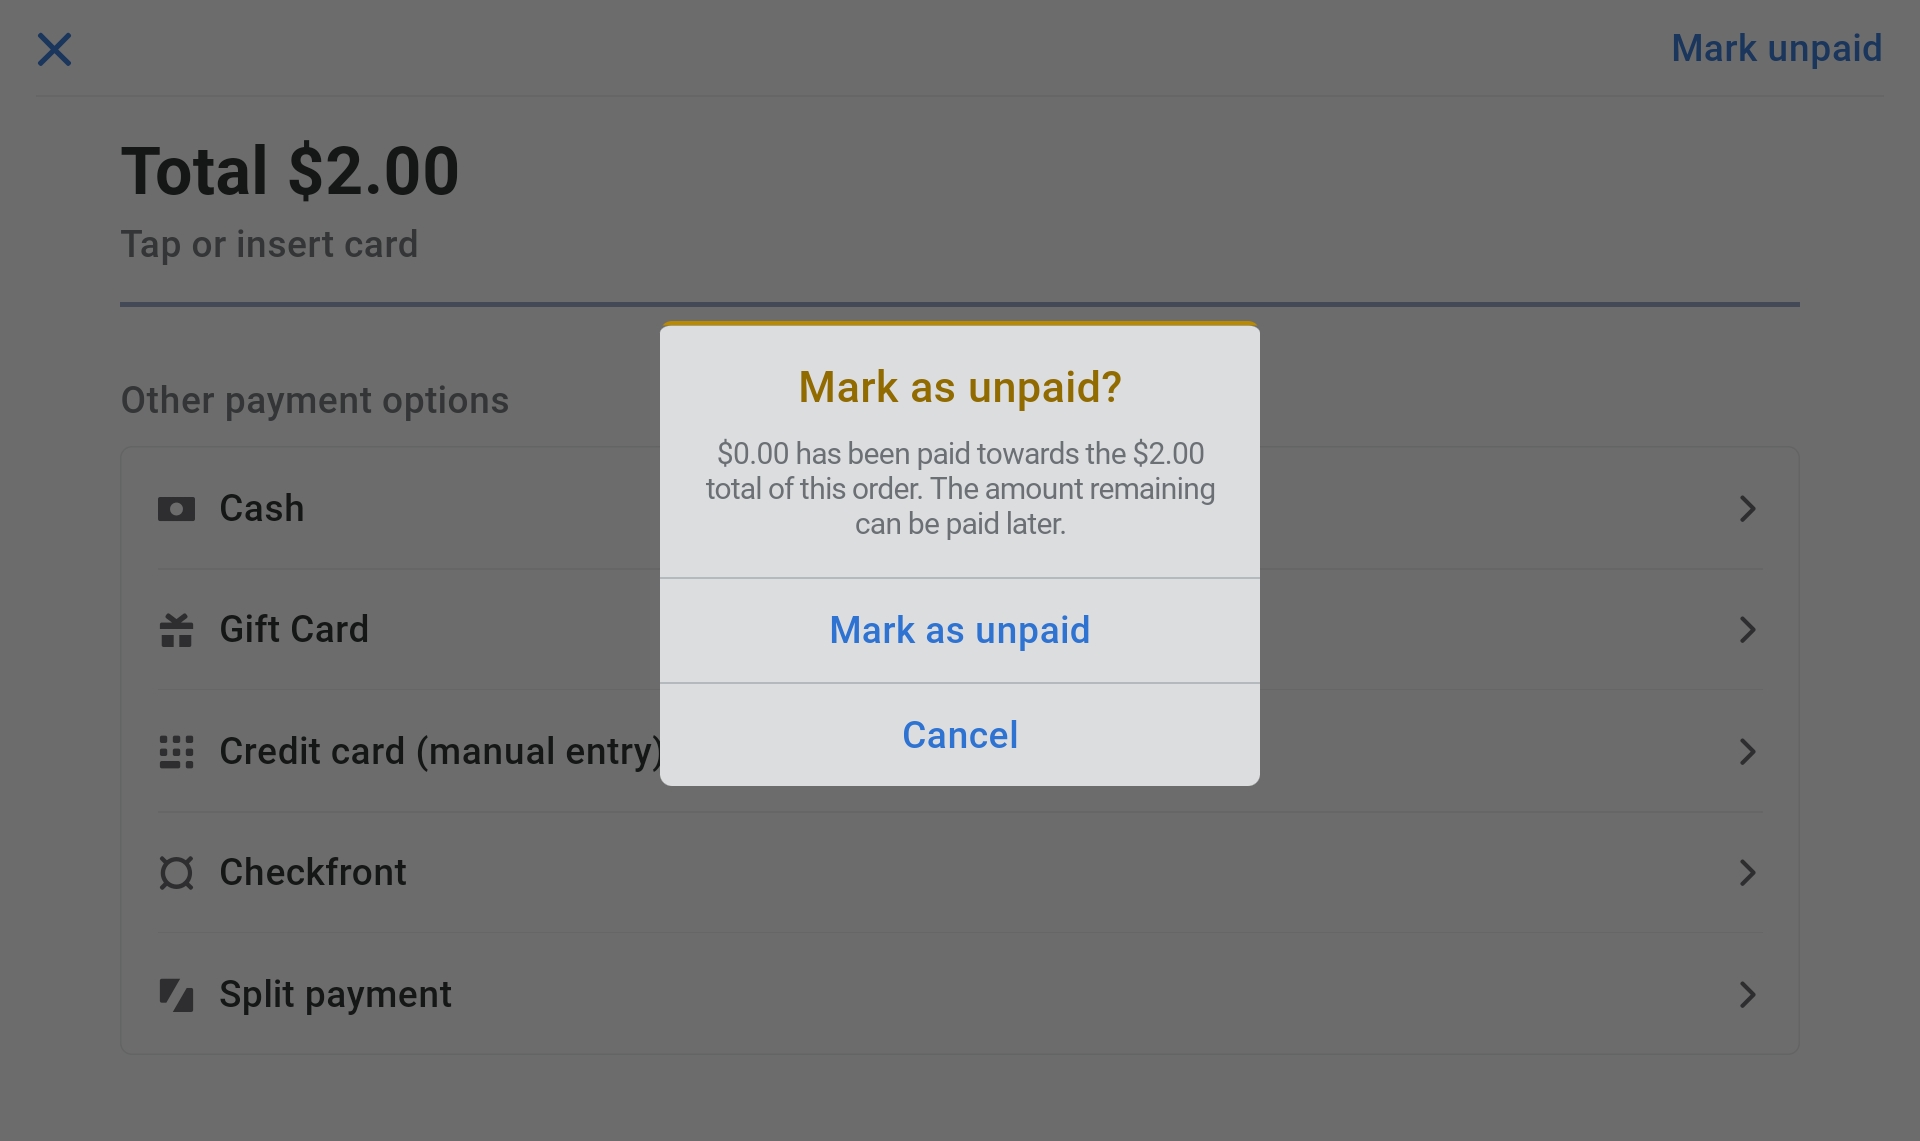 Mark unpaid
Total $2.00
Tap or insert card
Other payment options
Cash
Gift Card
Credit card (manual entry)
Checkfront
Split payment
Mark as unpaid?
$0.00 has been paid towards the $2.00
total of this order. The amount remaining
can be paid later.
Mark as unpaid
Cancel